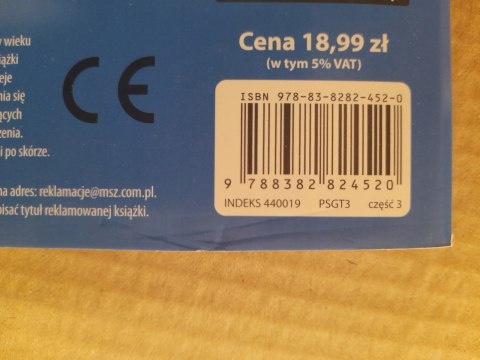 w wieku
ążki
eje
nia się
ących
zenia.
i po skórze.
na adres: reklamacje@msz.com.pl.
pisać tytuł reklamowanej książki.
CE
Cena 18,99 zł
(w tym 5% VAT)
ISBN 978-83-8282-452-0
9 788382 824520
INDEKS 440019 PSGT3 część 3